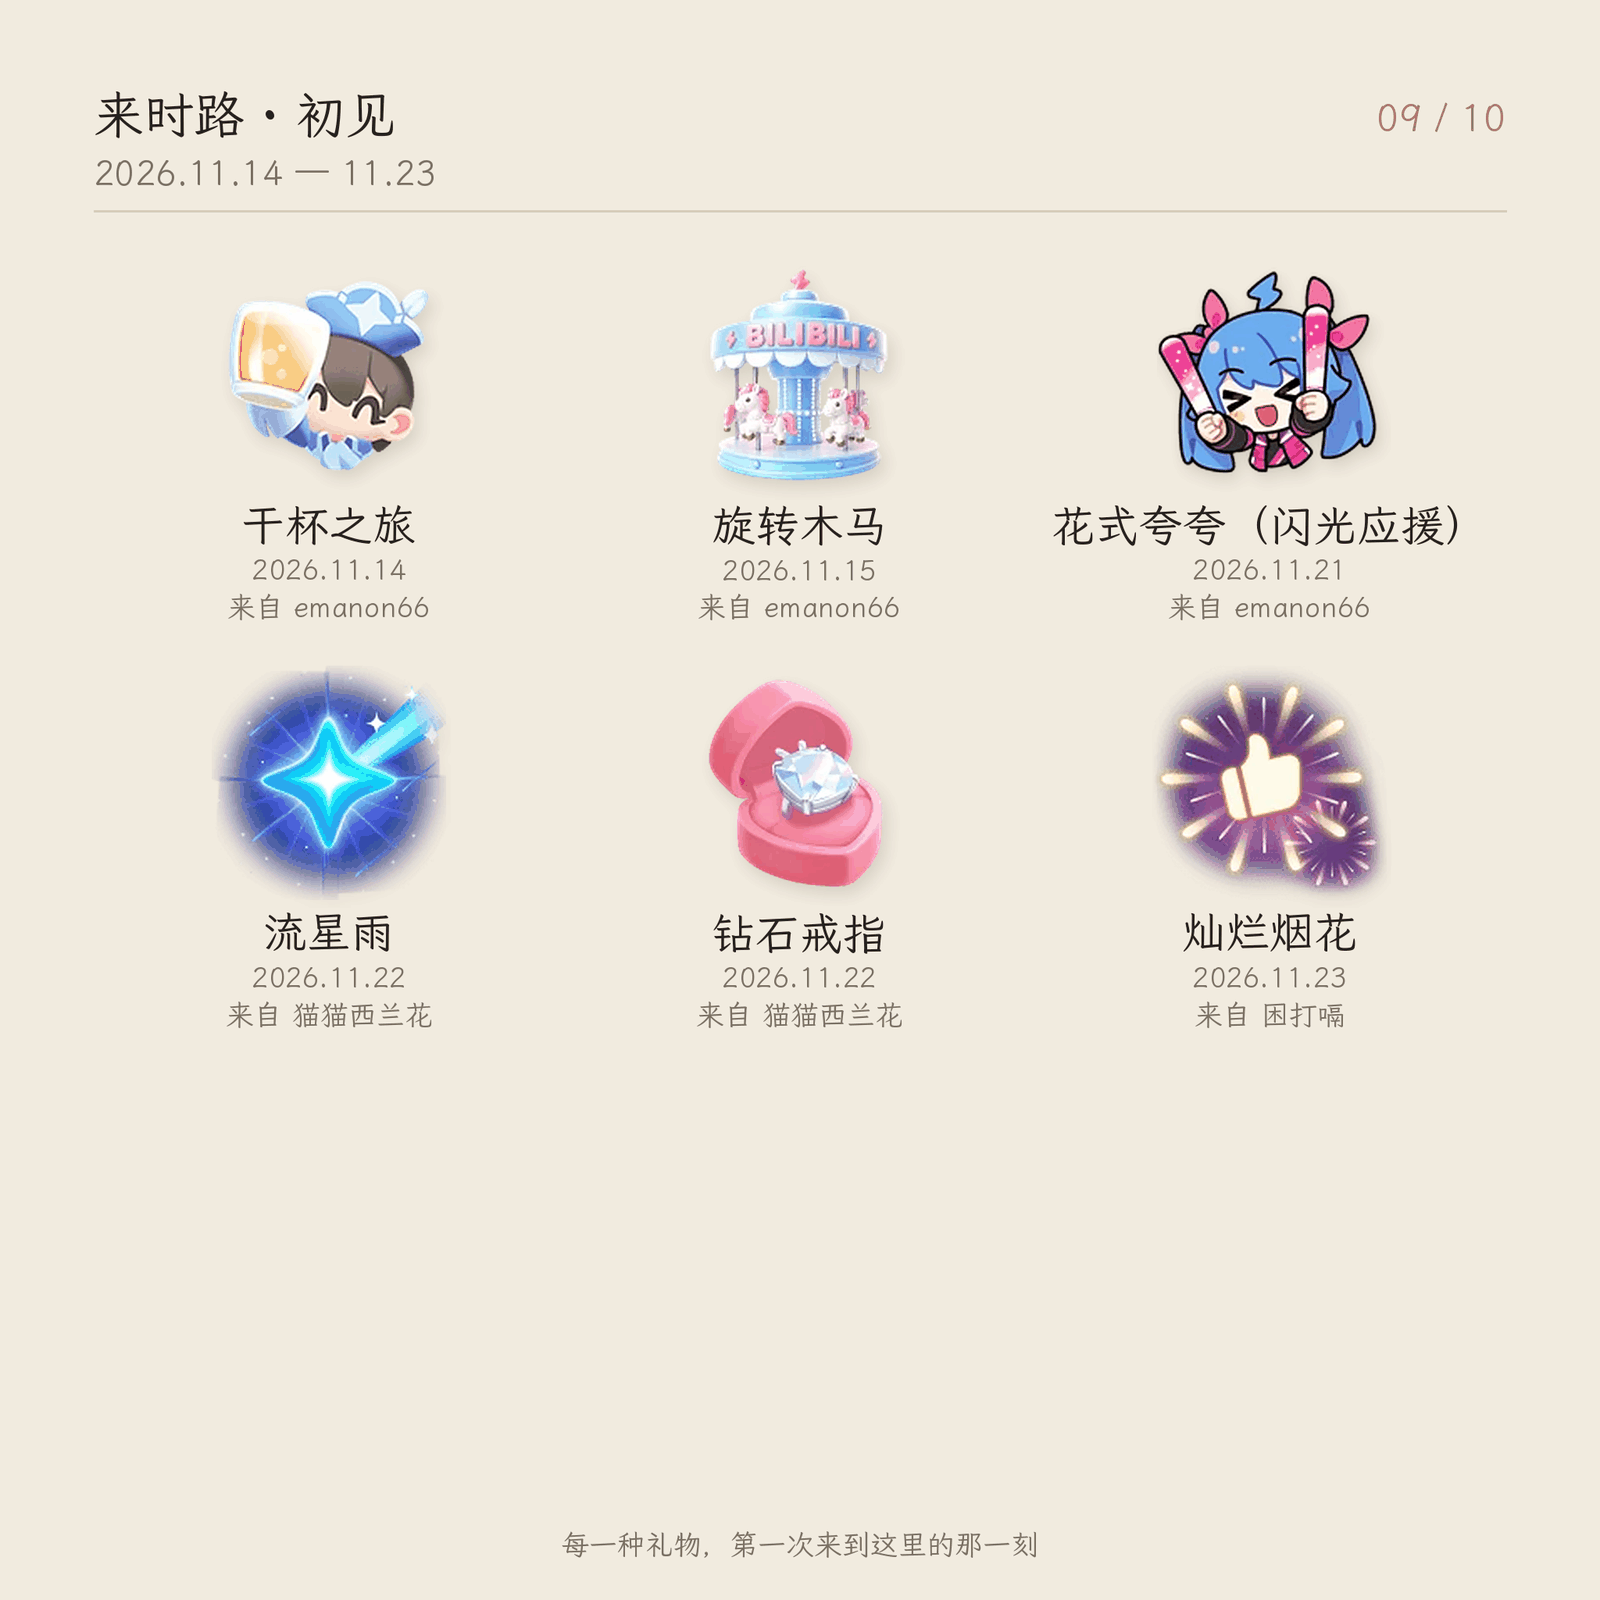 来时路·初见
09 / 10
2026.11.14 — 11.23
BILIBILI
干杯之旅
2026.11.14
来自 emanon66
旋转木马
2026.11.15
来自 emanon66
花式夸夸（闪光应援）
2026.11.21
来自 emanon66
流星雨
2026.11.22
来自 猫猫西兰花
钻石戒指
2026.11.22
来自 猫猫西兰花
灿烂烟花
2026.11.23
来自 困打嗝
每一种礼物，第一次来到这里的那一刻